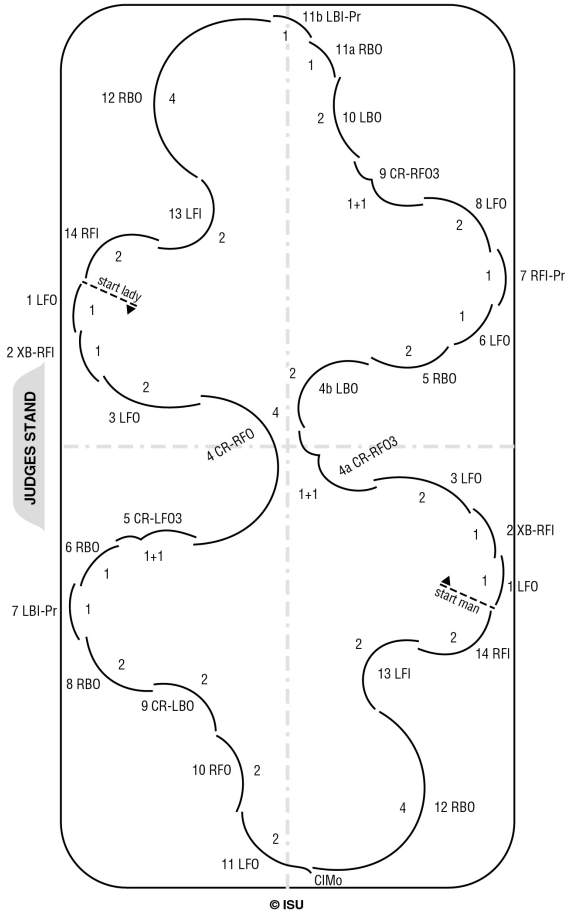 11b LBI-Pr
1
11a RBO
1
12 RBO
4
2
10 LBO
9 CR-RFO3
1+1
8 LFO
2
13 LFI
2
14 RFI
2
start lady
1 LFO
1
7 RFI-Pr
1
1
6 LFO
2 XB-RFI
1
2
5 RBO
2
4b LBO
3 LFO
2
4
4 CR-RFO
JUDGES STAND
4a CR-RFO3
1+1
3 LFO
2
5 CR-LFO3
1+1
6 RBO
1
2 XB-RFI
1
1
1 LFO
start man
7 LBI-Pr
1
14 RFI
2
2
13 LFI
8 RBO
2
9 CR-LBO
2
10 RFO
2
12 RBO
4
2
11 LFO
ClMo
© ISU